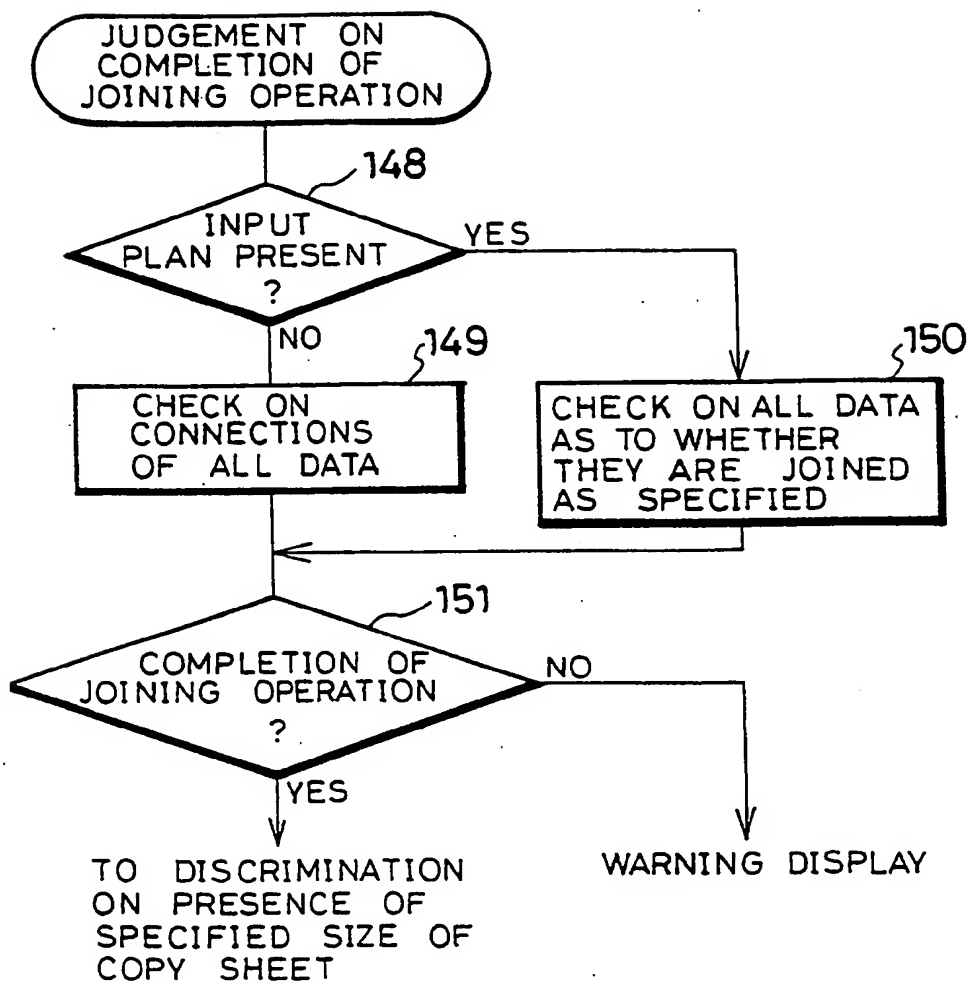 JUDGEMENT ON
COMPLETION OF
JOINING OPERATION
148
INPUT
PLAN PRESENT
?
YES
NO
149
CHECK ON
CONNECTIONS
OF ALL DATA
150
CHECK ON ALL DATA
AS TO WHETHER
THEY ARE JOINED
AS SPECIFIED
151
COMPLETION OF
JOINING OPERATION
?
NO
YES
TO DISCRIMINATION
ON PRESENCE OF
SPECIFIED SIZE OF
COPY SHEET
WARNING DISPLAY